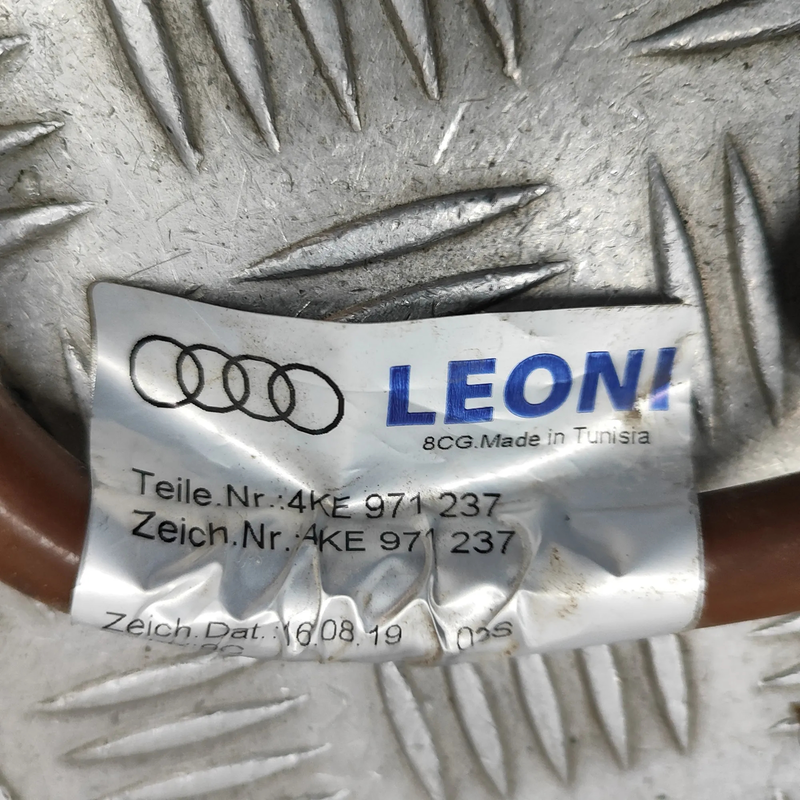 LEONI
8CG.Made in Tunisia
Teile.Nr.:4KE 971 237
Zeich.Nr.:4KE 971 237
Zeich.Dat.:16.08.19 02S